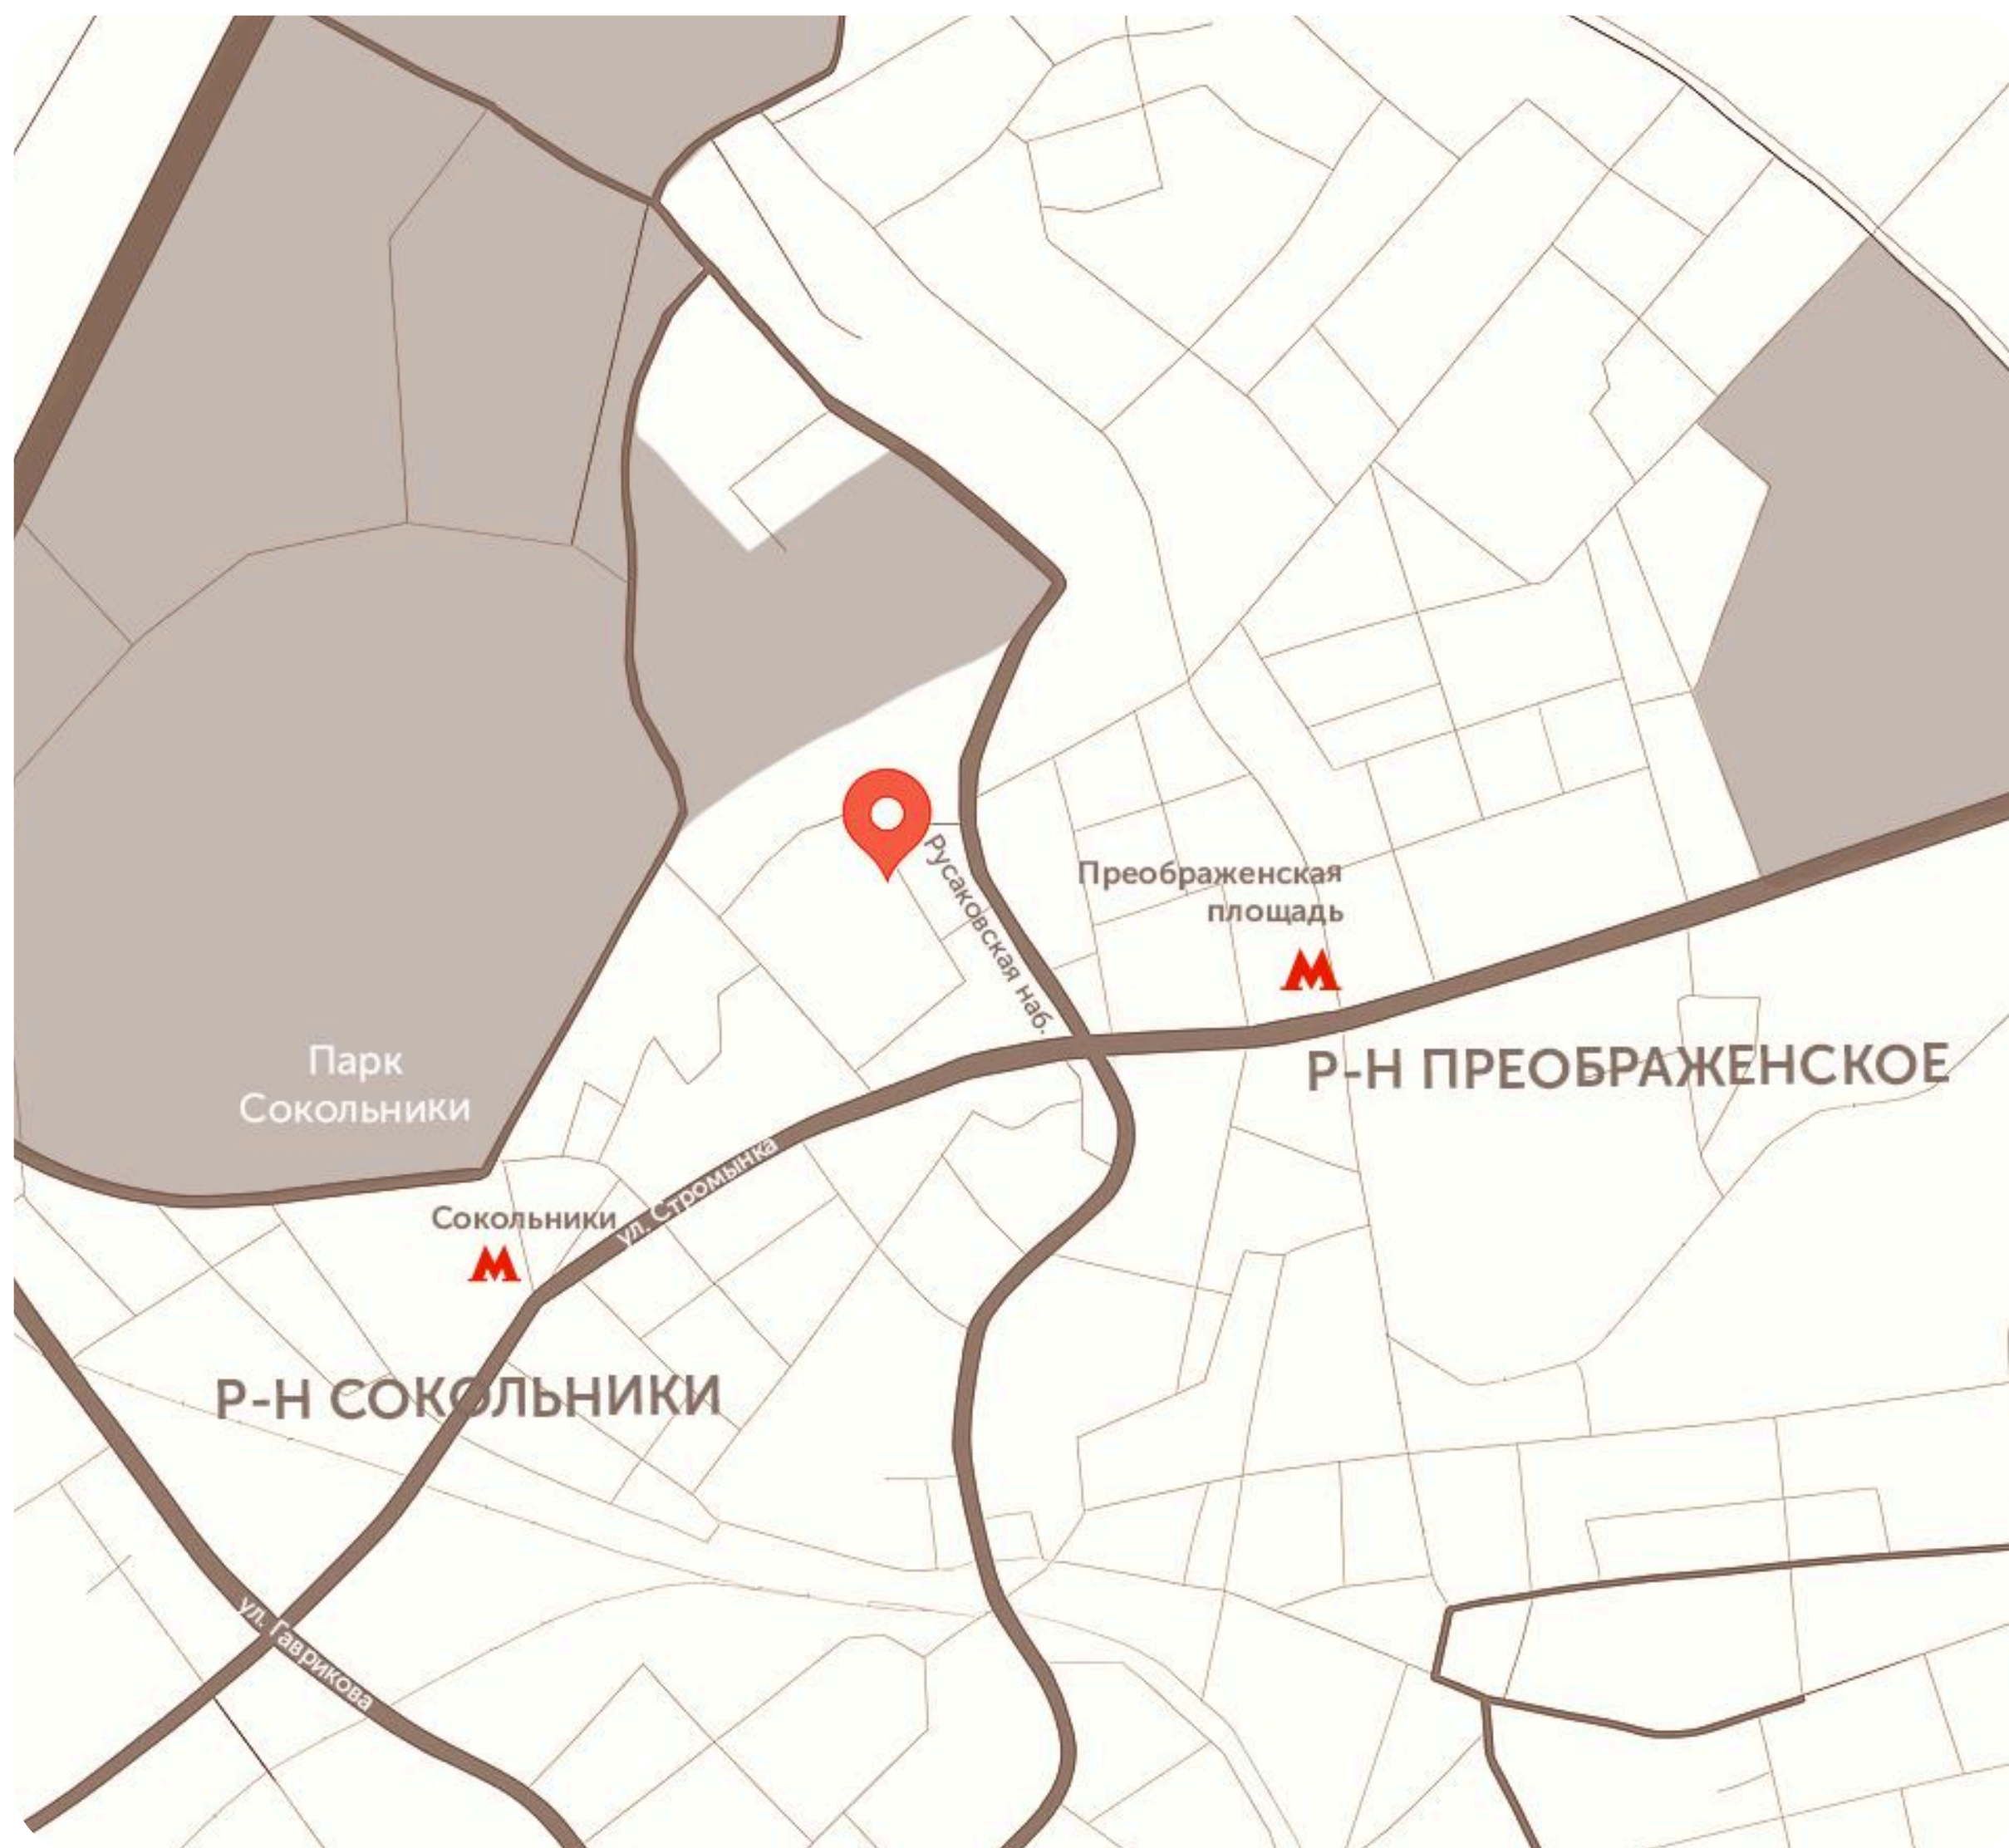 Русаковская наб.
Преображенская
площадь
М
Р-Н ПРЕОБРАЖЕНСКОЕ
Парк
Сокольники
ул. Стромынка
Сокольники
М
Р-Н СОКОЛЬНИКИ
ул. Гаврикова